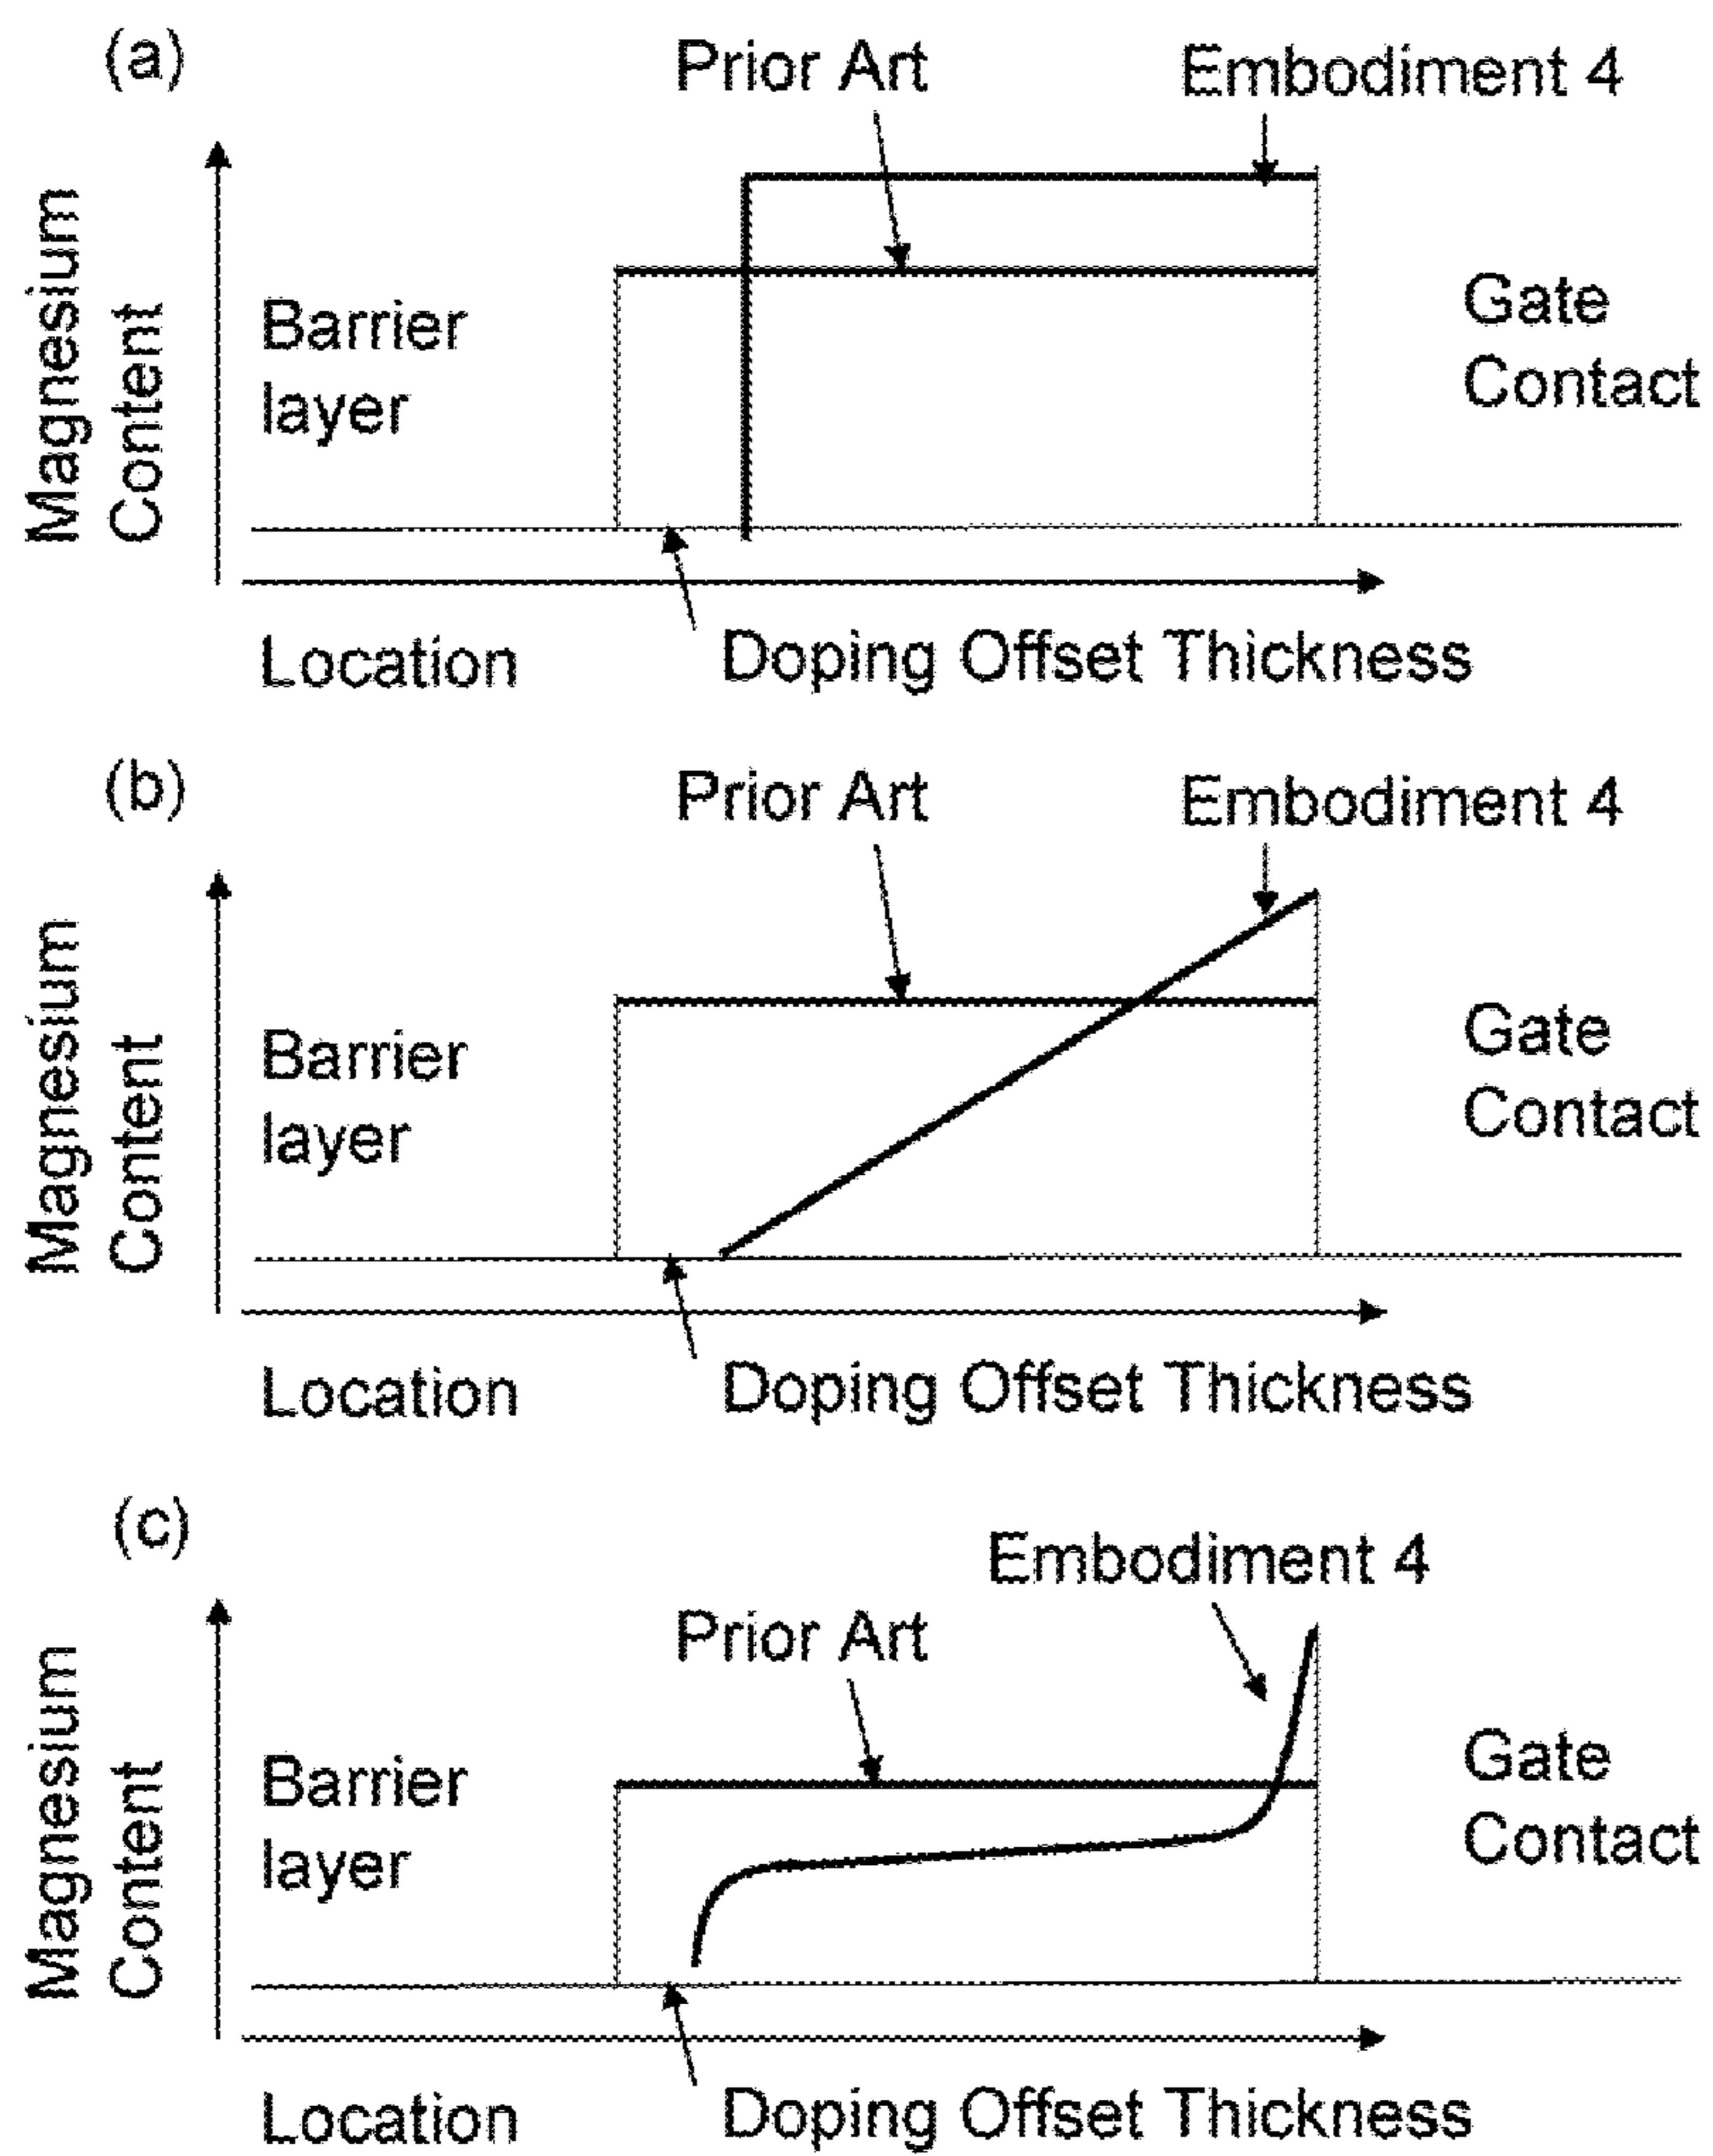 (a)
Prior Art
Embodiment 4
Magnesium
Content
Barrier
layer
Gate
Contact
Location
Doping Offset Thickness
(b)
Prior Art
Embodiment 4
Magnesium
Content
Barrier
layer
Gate
Contact
Location
Doping Offset Thickness
(c)
Embodiment 4
Prior Art
Magnesium
Content
Barrier
layer
Gate
Contact
Location
Doping Offset Thickness